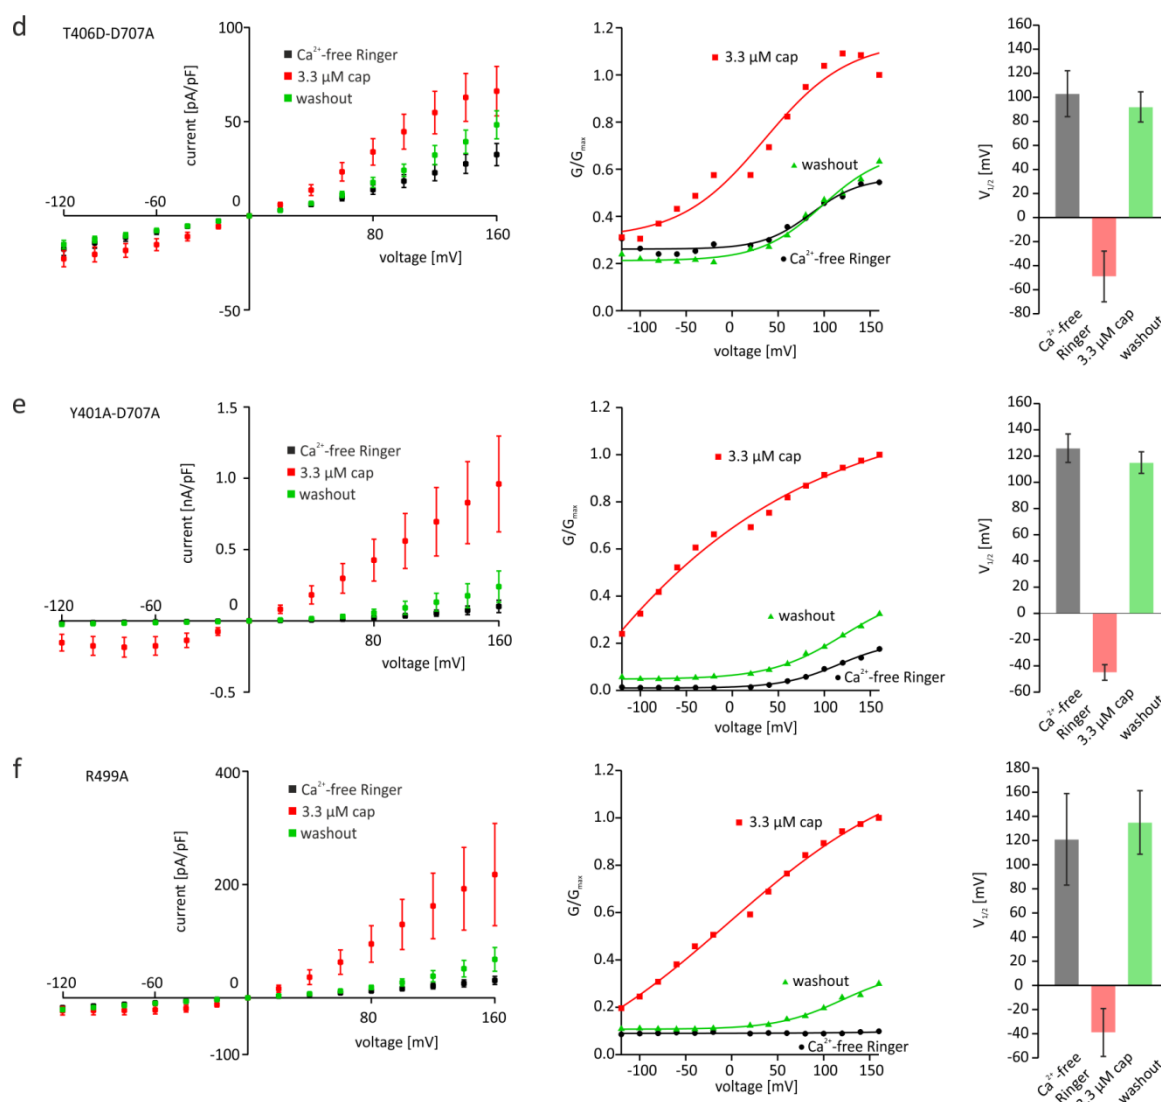 d
T406D-D707A
current [pA/pF]
100
50
0
-50
-120
-60
80
160
voltage [mV]
Ca²⁺-free Ringer
3.3 µM cap
washout
G/Gmax
1.2
1.0
0.8
0.6
0.4
0.2
0.0
3.3 µM cap
washout
Ca²⁺-free Ringer
-100
-50
0
50
100
150
voltage [mV]
V1/2 [mV]
160
140
120
100
80
60
40
20
0
-20
-40
-60
-80
Ca²⁺-free
Ringer
3.3 µM cap
washout
e
Y401A-D707A
current [nA/pF]
1.5
1.0
0.5
0
-0.5
-120
-60
80
160
voltage [mV]
Ca²⁺-free Ringer
3.3 µM cap
washout
G/Gmax
1.2
1.0
0.8
0.6
0.4
0.2
0.0
3.3 µM cap
washout
Ca²⁺-free Ringer
-100
-50
0
50
100
150
voltage [mV]
V1/2 [mV]
160
140
120
100
80
60
40
20
0
-20
-40
-60
Ca²⁺-free
Ringer
3.3 µM cap
washout
f
R499A
current [pA/pF]
400
200
0
-100
-120
-60
80
160
voltage [mV]
Ca²⁺-free Ringer
3.3 µM cap
washout
G/Gmax
1.2
1.0
0.8
0.6
0.4
0.2
0.0
3.3 µM cap
washout
Ca²⁺-free Ringer
-100
-50
0
50
100
150
voltage [mV]
V1/2 [mV]
180
160
140
120
100
80
60
40
20
0
-20
-40
-60
Ca²⁺-free
Ringer
3.3 µM cap
washout